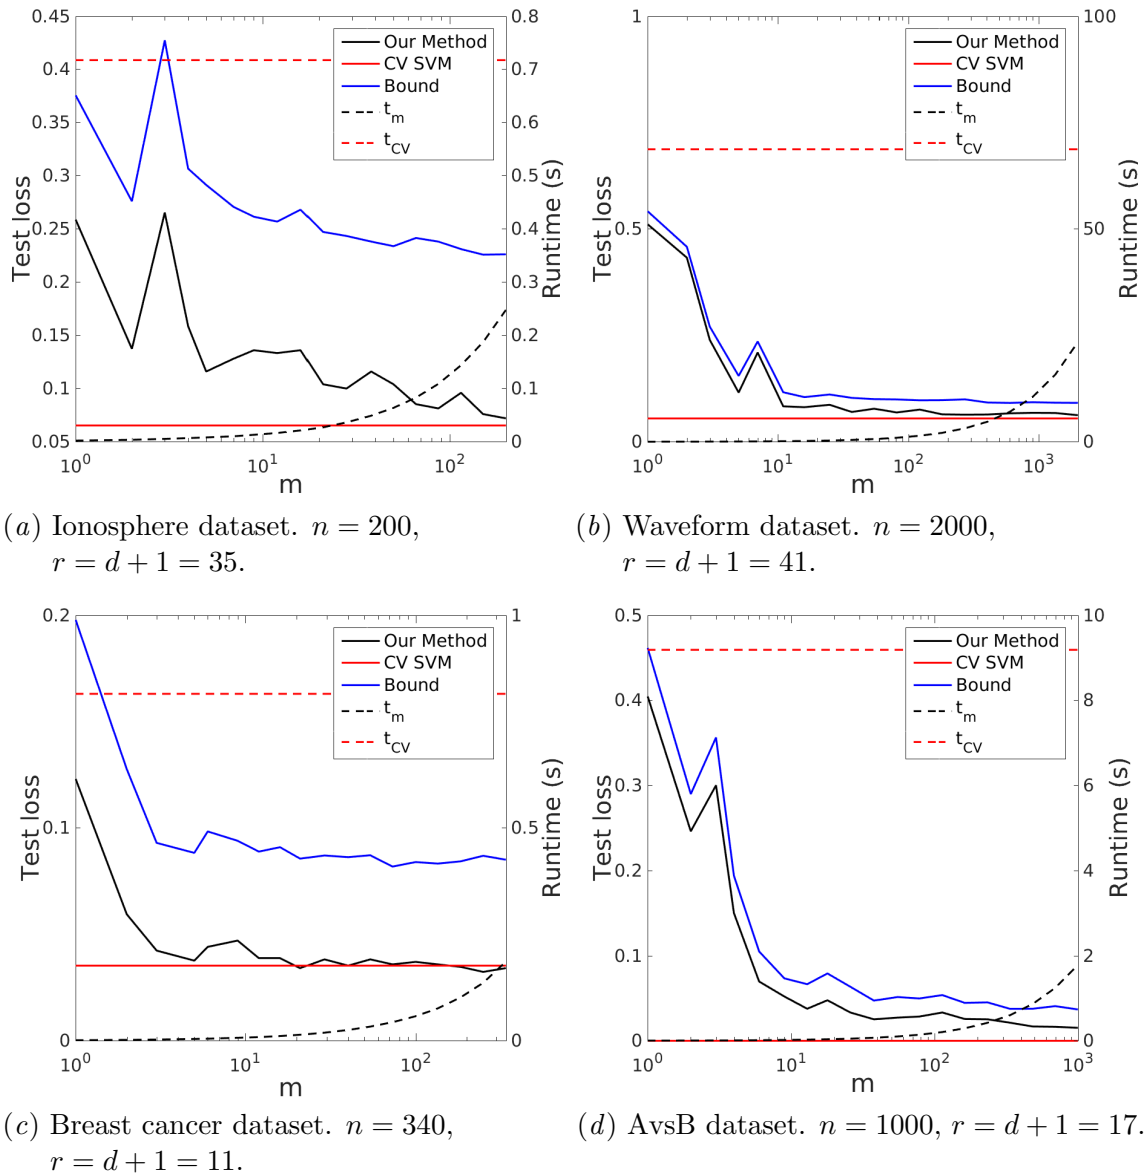 0.45
0.4
0.35
0.3
0.25
0.2
0.15
0.1
0.05
Test loss
0.8
0.7
0.6
0.5
0.4
0.3
0.2
0.1
0
Runtime (s)
Our Method
CV SVM
Bound
t_m
t_CV
10^0 10^1 10^2
m
(a) Ionosphere dataset. n = 200,
r = d + 1 = 35.
1
0.5
0
Test loss
100
50
0
Runtime (s)
Our Method
CV SVM
Bound
t_m
t_CV
10^0 10^1 10^2 10^3
m
(b) Waveform dataset. n = 2000,
r = d + 1 = 41.
0.2
0.1
0
Test loss
1
0.5
0
Runtime (s)
Our Method
CV SVM
Bound
t_m
t_CV
10^0 10^1 10^2
m
(c) Breast cancer dataset. n = 340,
r = d + 1 = 11.
0.5
0.4
0.3
0.2
0.1
0
Test loss
10
8
6
4
2
0
Runtime (s)
Our Method
CV SVM
Bound
t_m
t_CV
10^0 10^1 10^2 10^3
m
(d) AvsB dataset. n = 1000, r = d + 1 = 17.